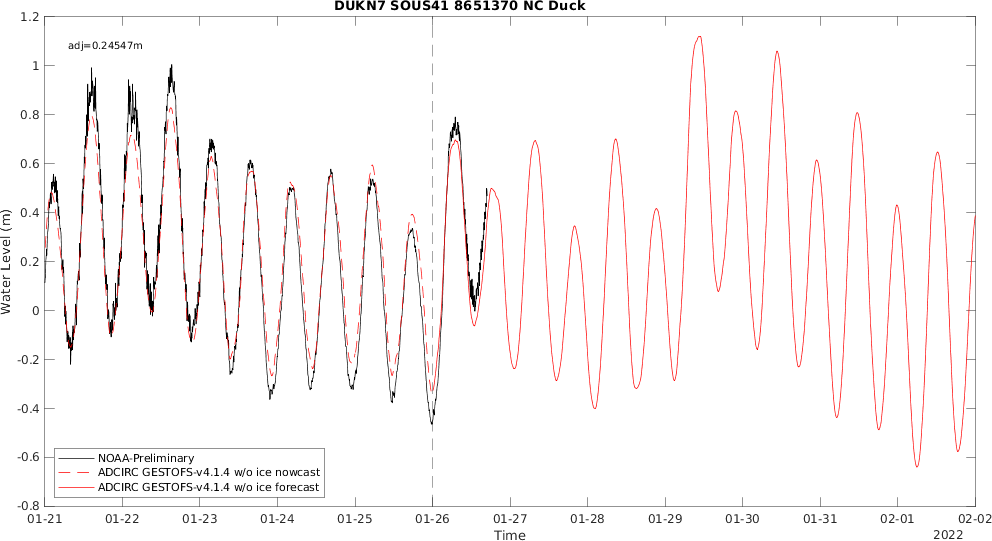 DUKN7 SOUS41 8651370 NC Duck
adj=0.24547m
Water Level (m)
1.2
1
0.8
0.6
0.4
0.2
0
-0.2
-0.4
-0.6
-0.8
NOAA-Preliminary
ADCIRC GESTOFS-v4.1.4 w/o ice nowcast
ADCIRC GESTOFS-v4.1.4 w/o ice forecast
01-21 01-22 01-23 01-24 01-25 01-26 01-27 01-28 01-29 01-30 01-31 02-01 02-02
Time
2022